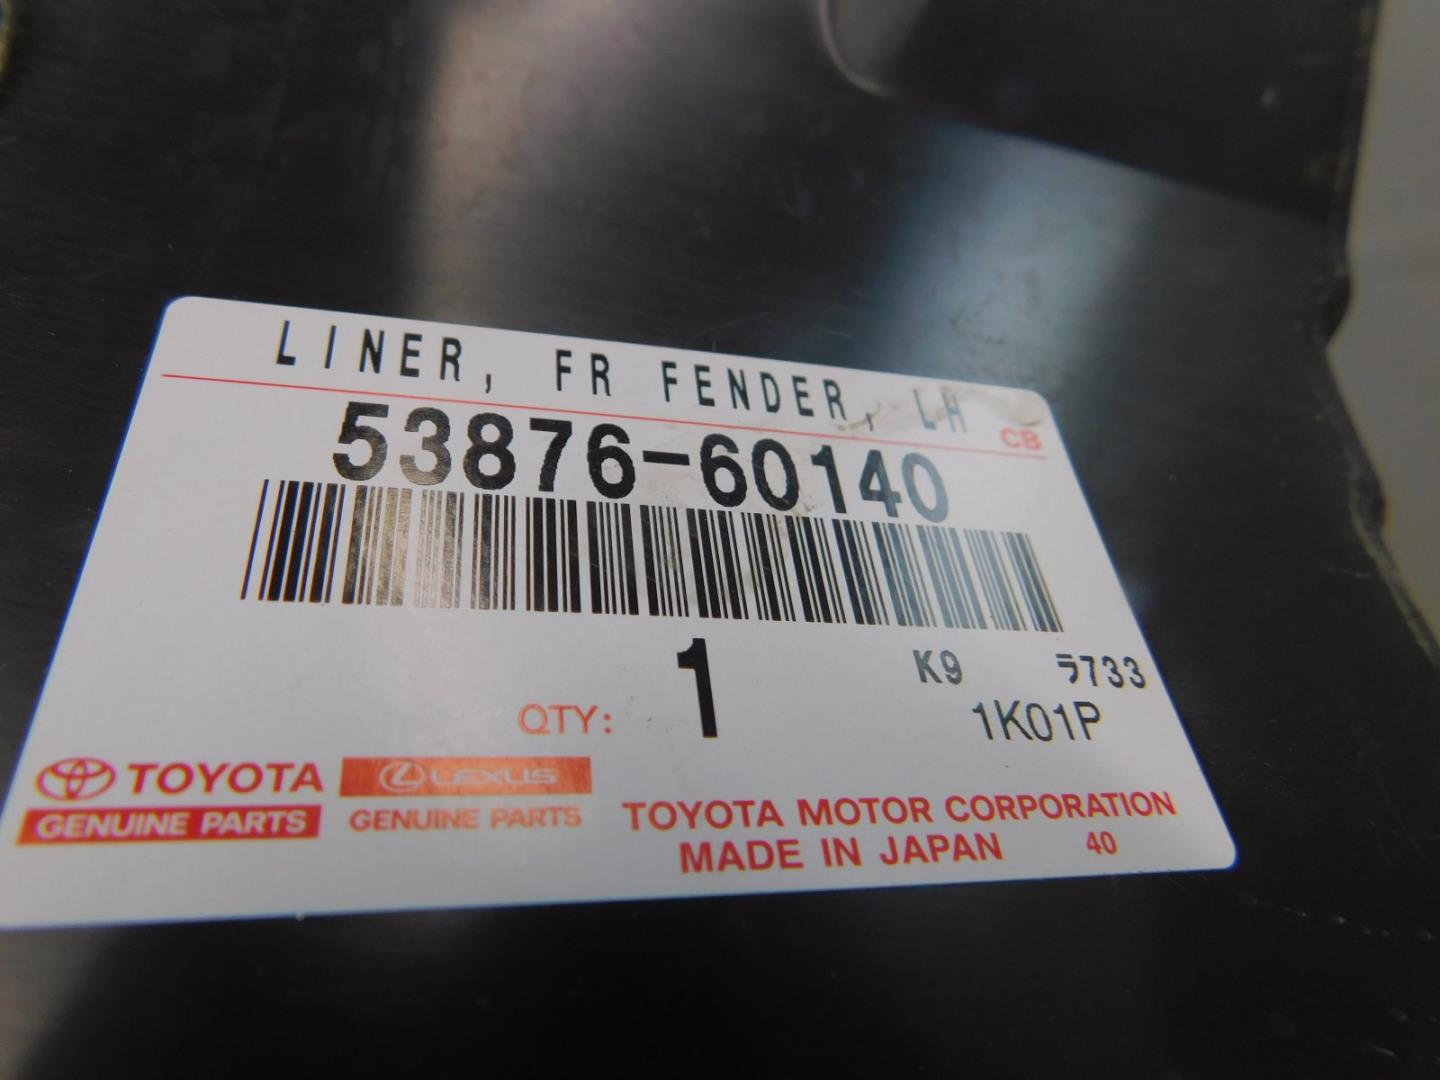 LINER, FR FENDER, LH
CB
53876-60140
QTY: 1
K9 ラ733
1K01P
TOYOTA
GENUINE PARTS
LEXUS
GENUINE PARTS
TOYOTA MOTOR CORPORATION
MADE IN JAPAN 40